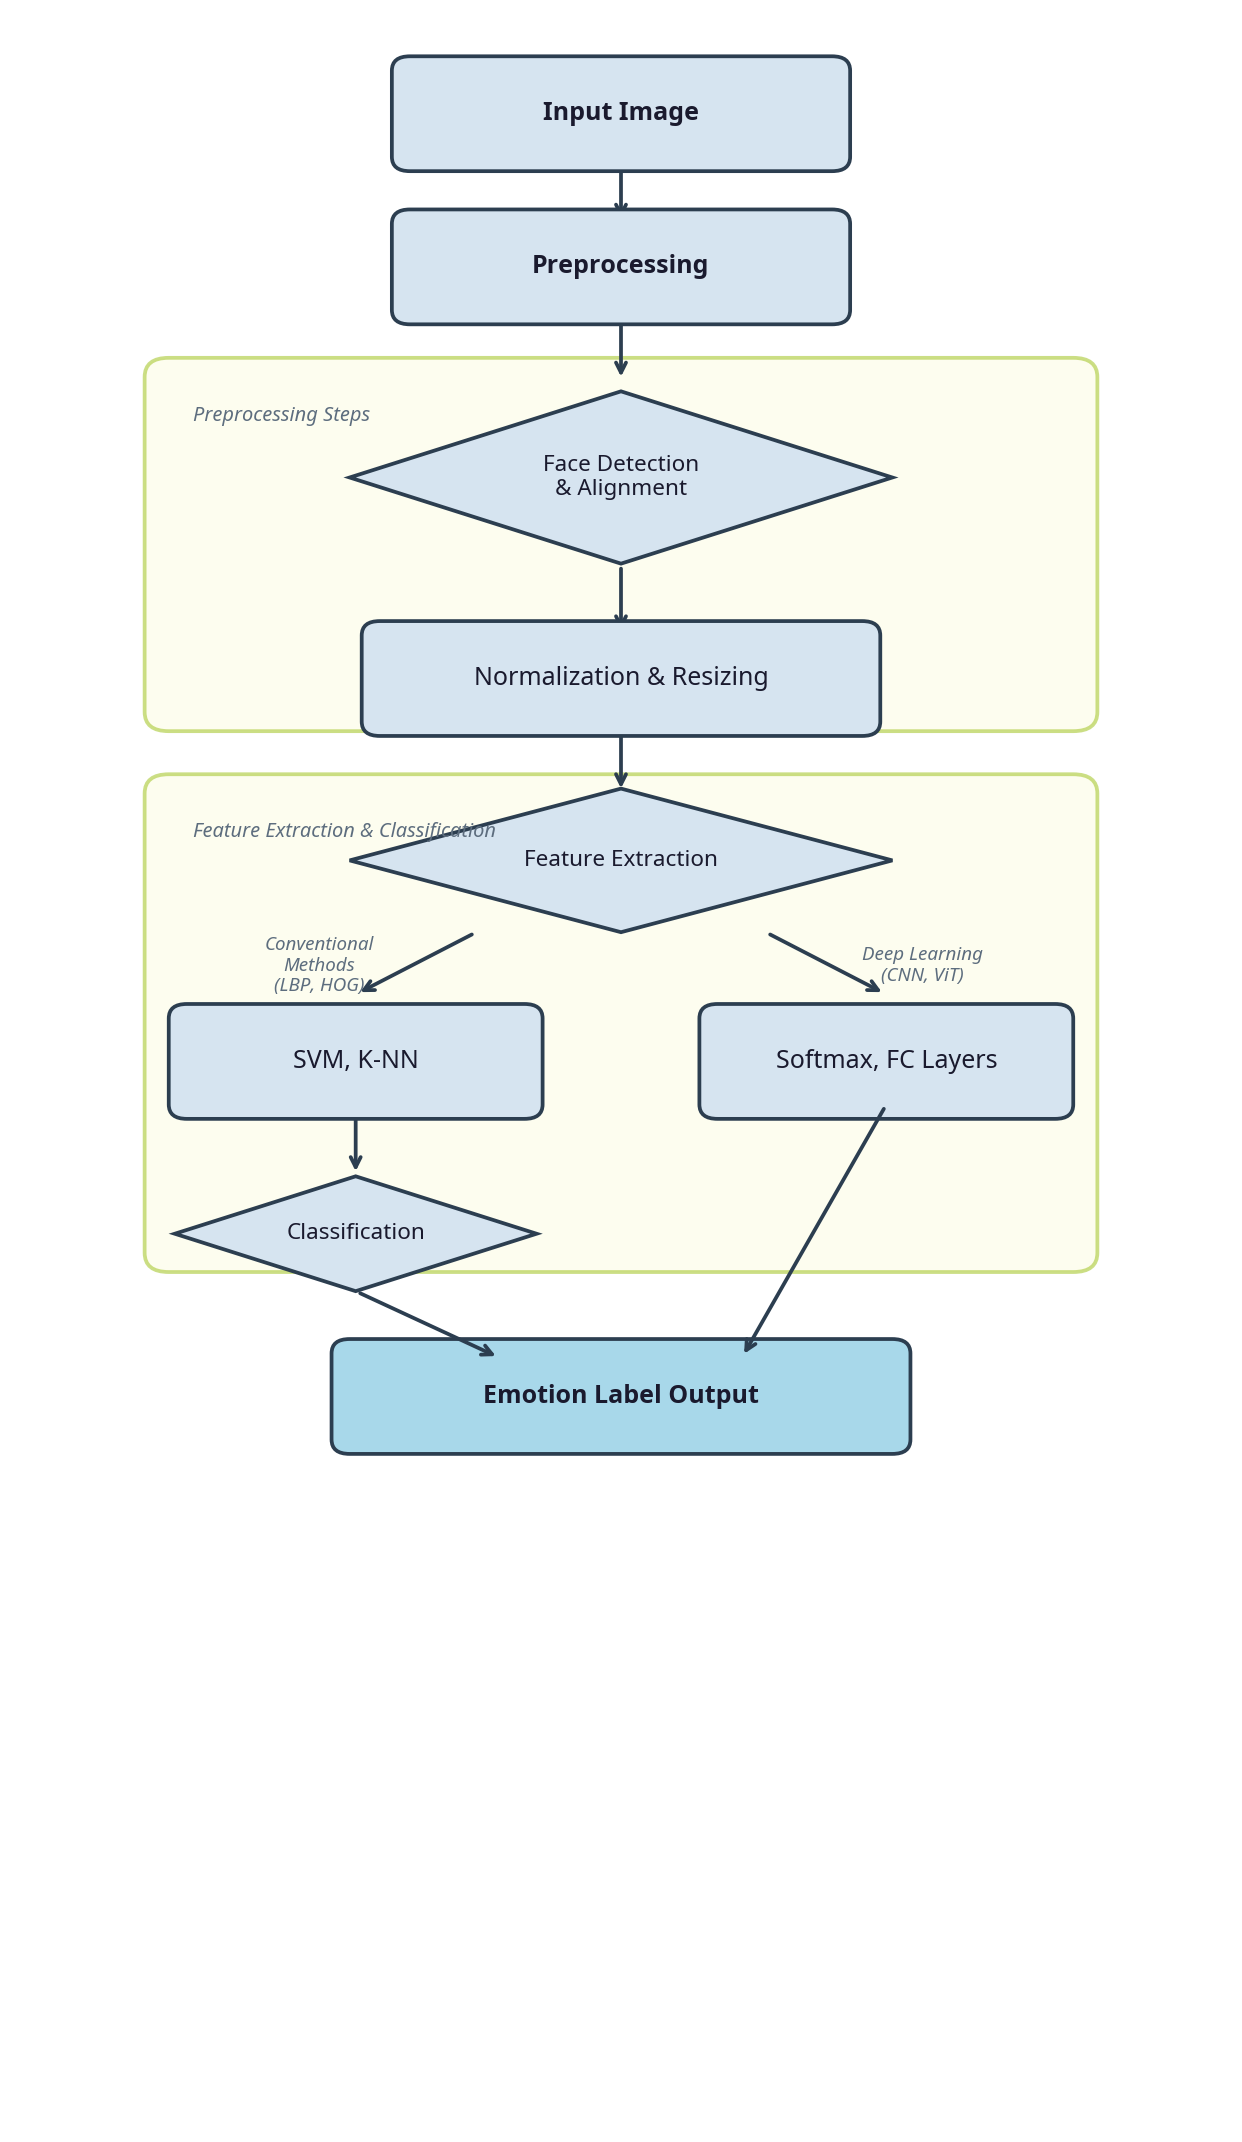 Input Image
Preprocessing
Preprocessing Steps
Face Detection
& Alignment
Normalization & Resizing
Feature Extraction & Classification
Feature Extraction
Conventional
Methods
(LBP, HOG)
Deep Learning
(CNN, ViT)
SVM, K-NN
Softmax, FC Layers
Classification
Emotion Label Output